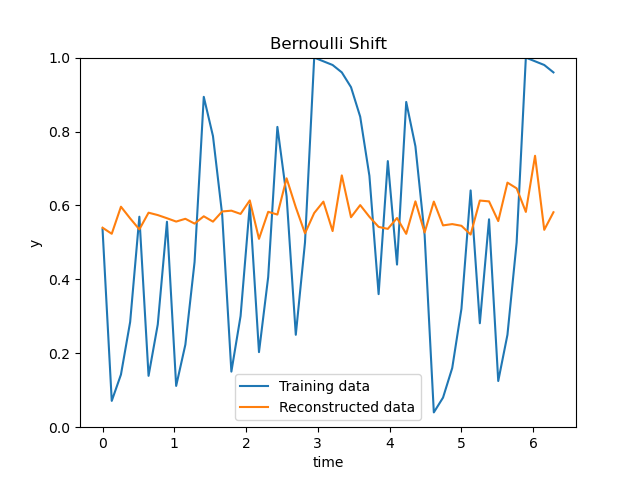 Bernoulli Shift
1.0
0.8
0.6
0.4
0.2
0.0
y
0 1 2 3 4 5 6
time
Training data
Reconstructed data